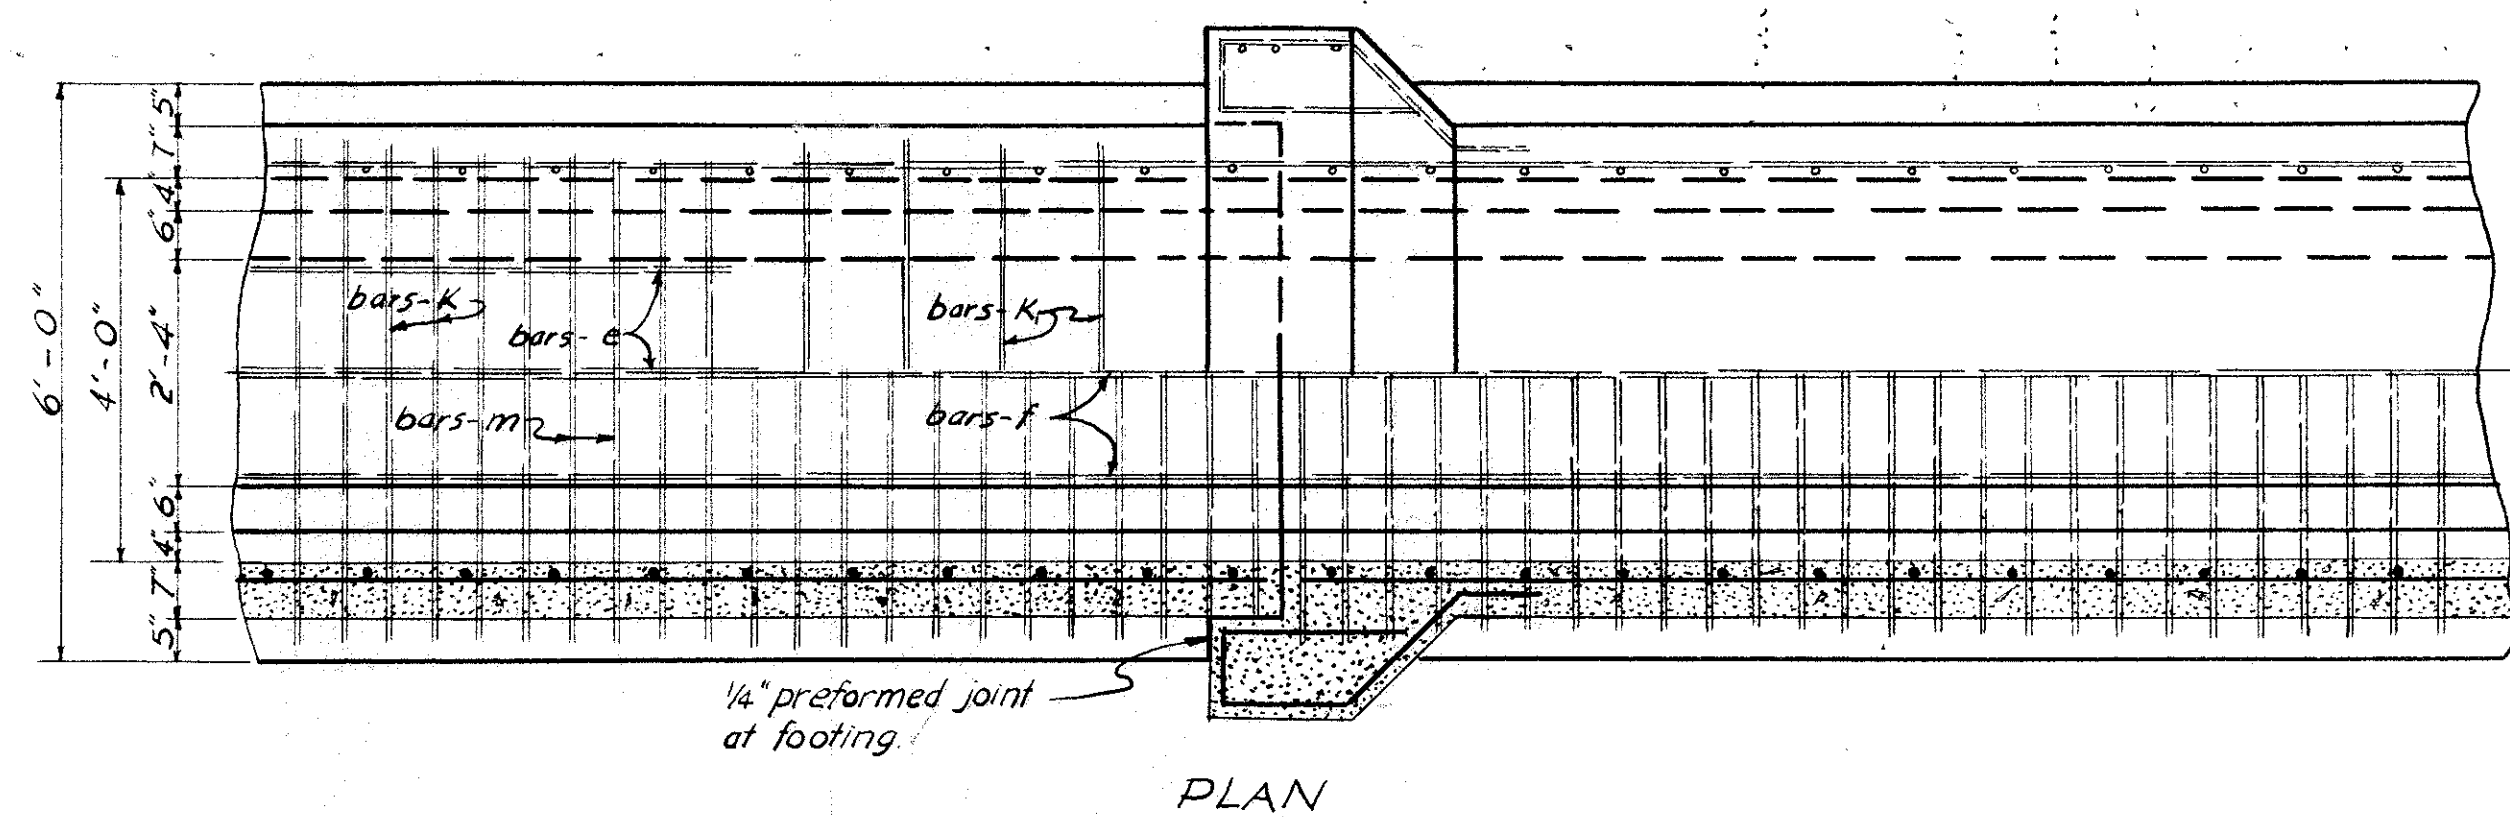 6'-0"
4'-0"
5"
7"
4"
6"
2'-4"
6"
4"
7"
5"
bars-K
bars-e
bars-K₁
bars-m
bars-f
1/4" preformed joint
at footing.
PLAN